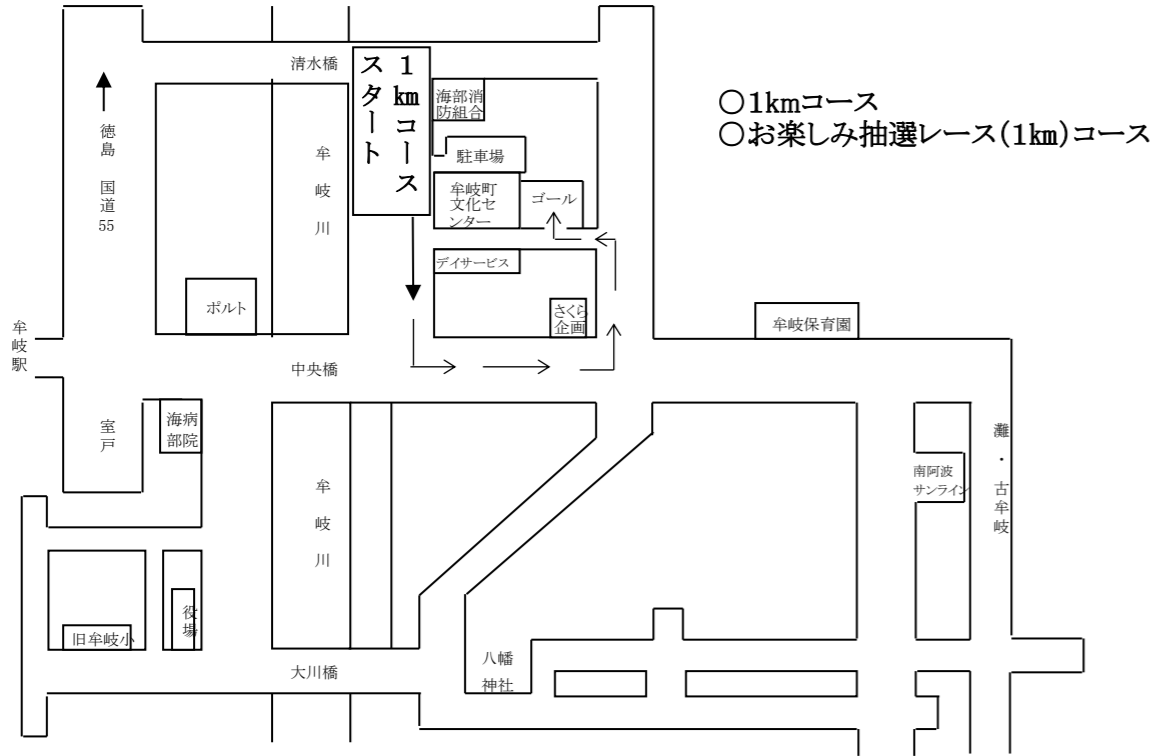 清水橋
1kmコース
スタート
海部消
防組合
○1kmコース
○お楽しみ抽選レース(1km)コース
徳島 国道55
牟岐川
駐車場
牟岐町
文化セ
ンター
ゴール
デイサービス
ポルト
さくら
企画
牟岐保育園
牟岐駅
中央橋
室戸
海病
部院
灘・古牟岐
南阿波
サンライン
牟岐川
役場
旧牟岐小
八幡
神社
大川橋